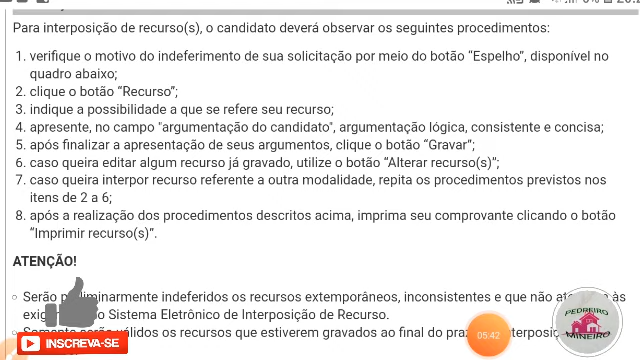 Para interposição de recurso(s), o candidato deverá observar os seguintes procedimentos:
1. verifique o motivo do indeferimento de sua solicitação por meio do botão “Espelho”, disponível no
quadro abaixo;
2. clique o botão “Recurso”;
3. indique a possibilidade a que se refere seu recurso;
4. apresente, no campo "argumentação do candidato", argumentação lógica, consistente e concisa;
5. após finalizar a apresentação de seus argumentos, clique o botão “Gravar”;
6. caso queira editar algum recurso já gravado, utilize o botão “Alterar recurso(s)”;
7. caso queira interpor recurso referente a outra modalidade, repita os procedimentos previstos nos
itens de 2 a 6;
8. após a realização dos procedimentos descritos acima, imprima seu comprovante clicando o botão
“Imprimir recurso(s)”.
ATENÇÃO!
Serão preliminarmente indeferidos os recursos extemporâneos, inconsistentes e que não às
Sistema Eletrônico de Interposição de Recurso.
Somente serão válidos os recursos que estiverem gravados ao final do
INSCREVA-SE
05:42
PEDREIRO
MINEIRO